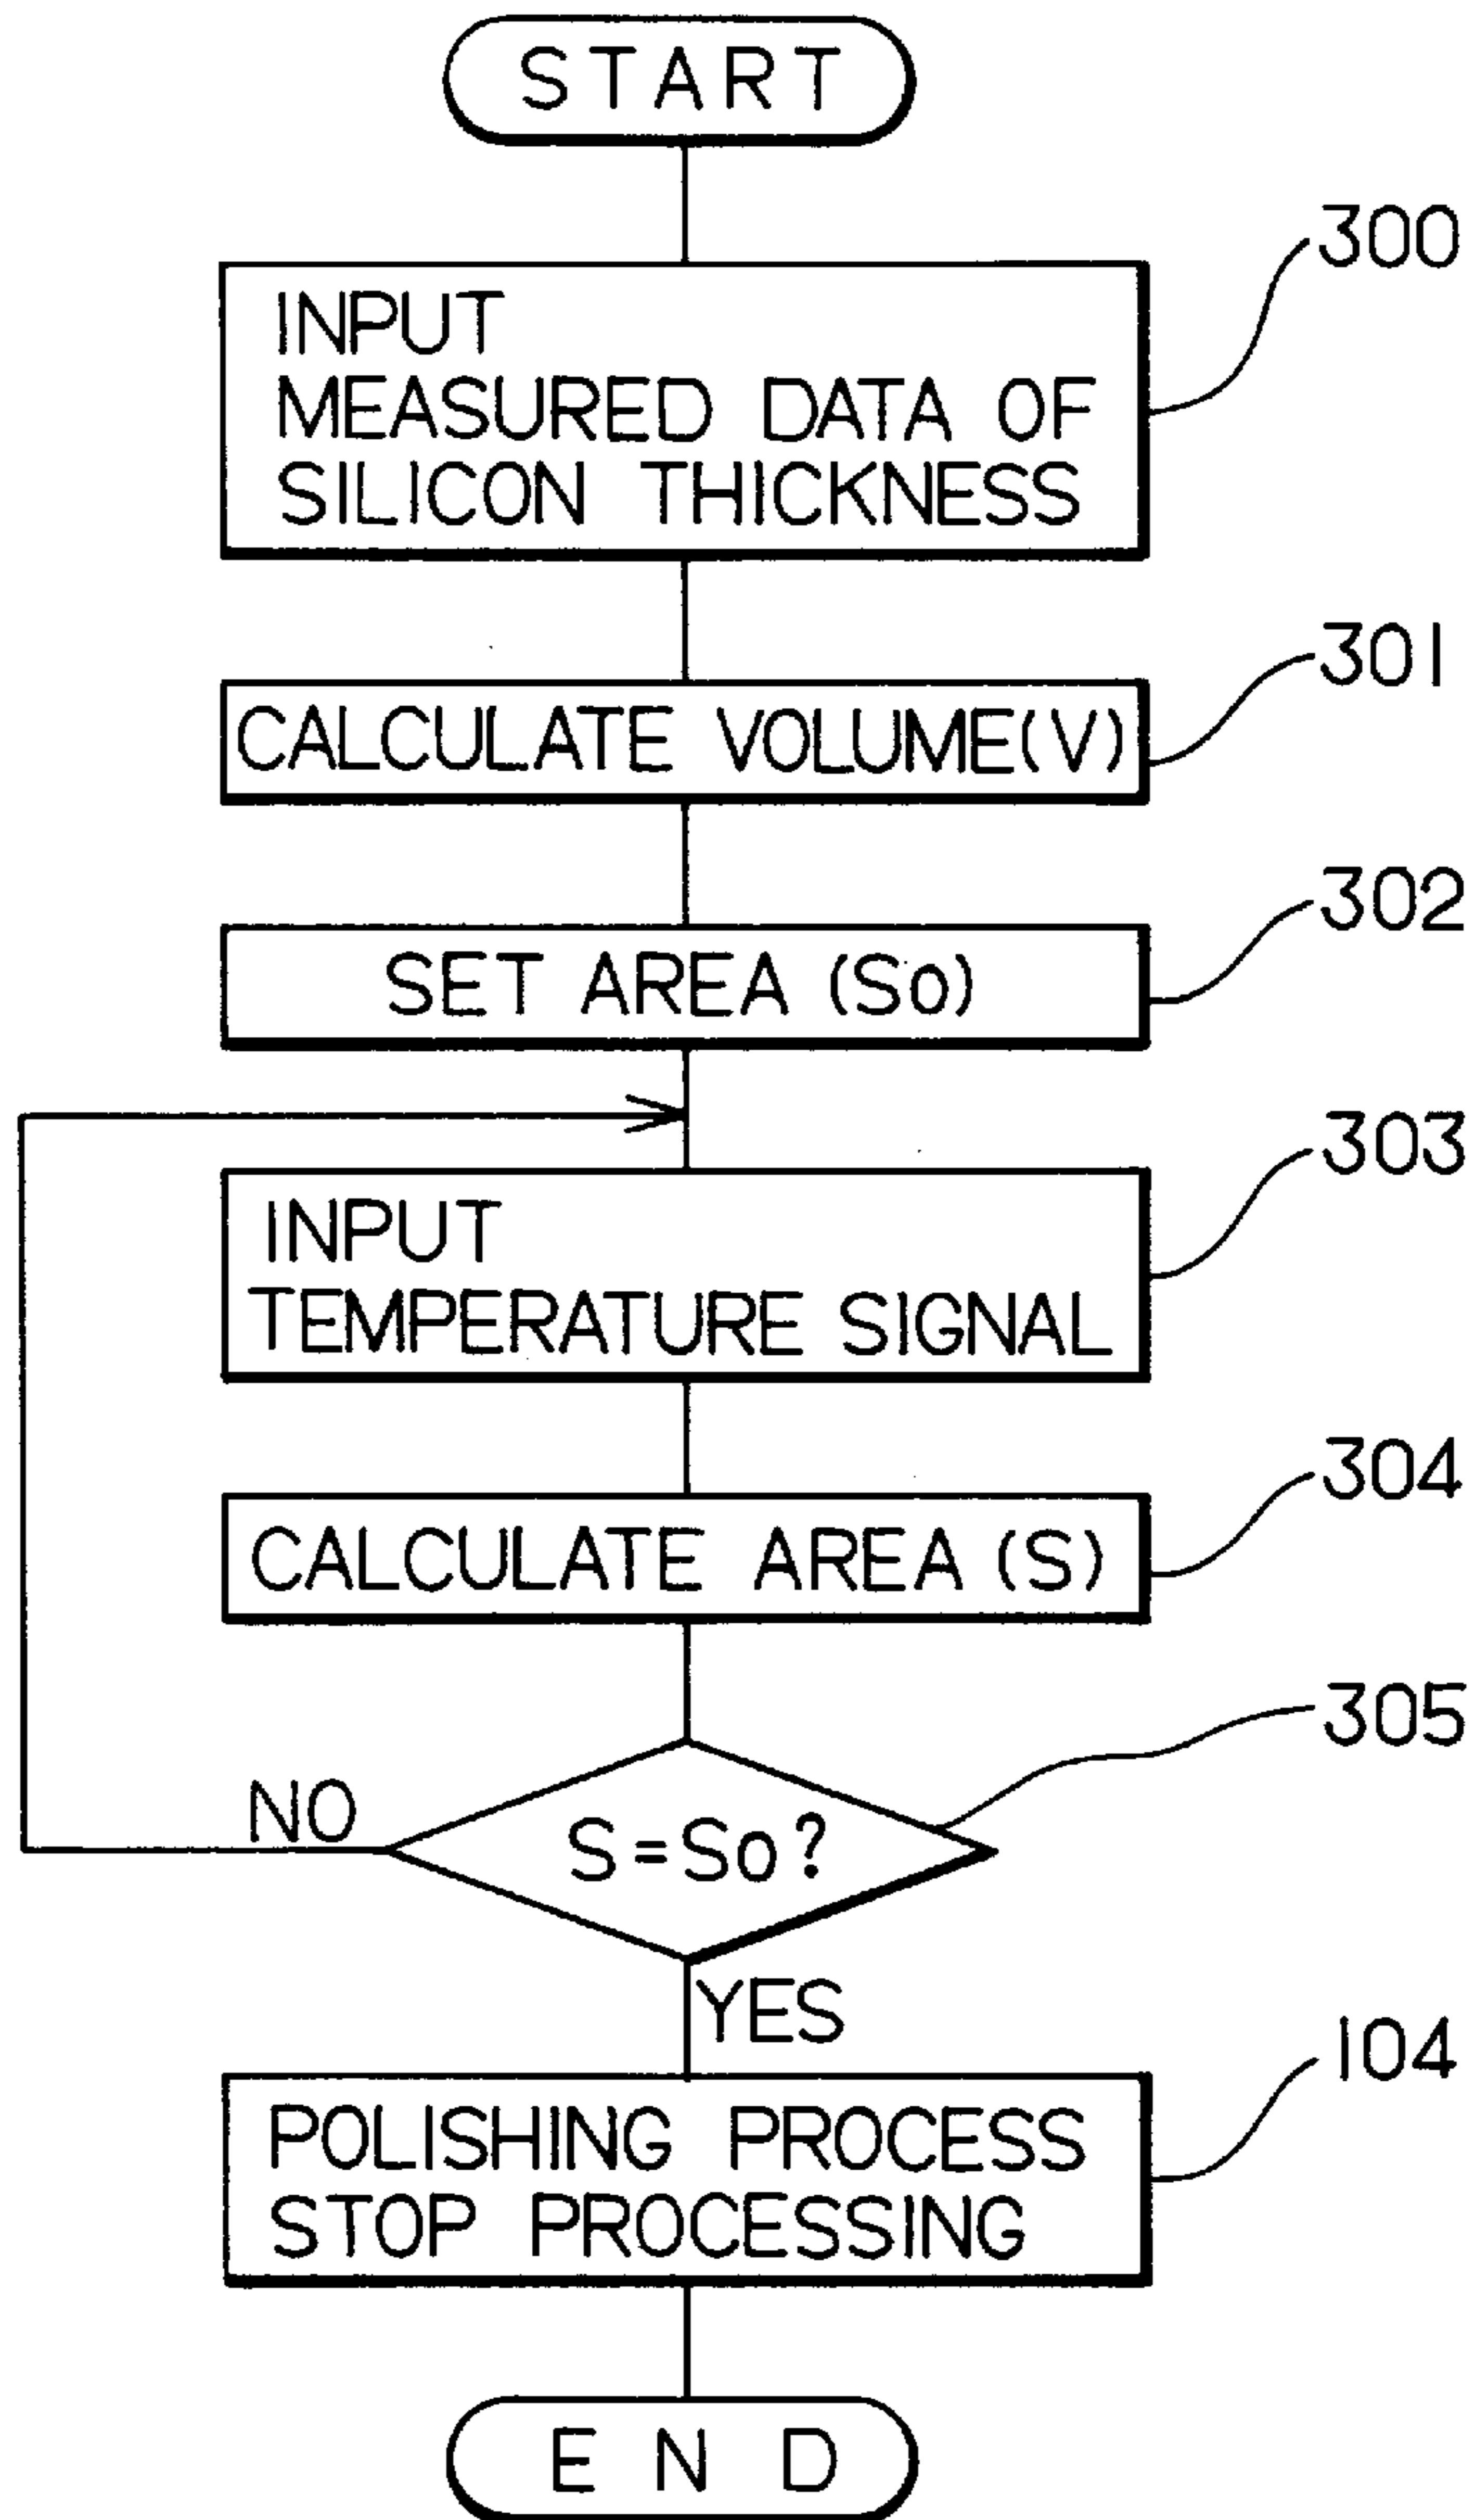 START
300
INPUT
MEASURED DATA OF
SILICON THICKNESS
301
CALCULATE VOLUME(V)
302
SET AREA (So)
303
INPUT
TEMPERATURE SIGNAL
304
CALCULATE AREA (S)
305
NO
S=So?
YES
104
POLISHING PROCESS
STOP PROCESSING
END